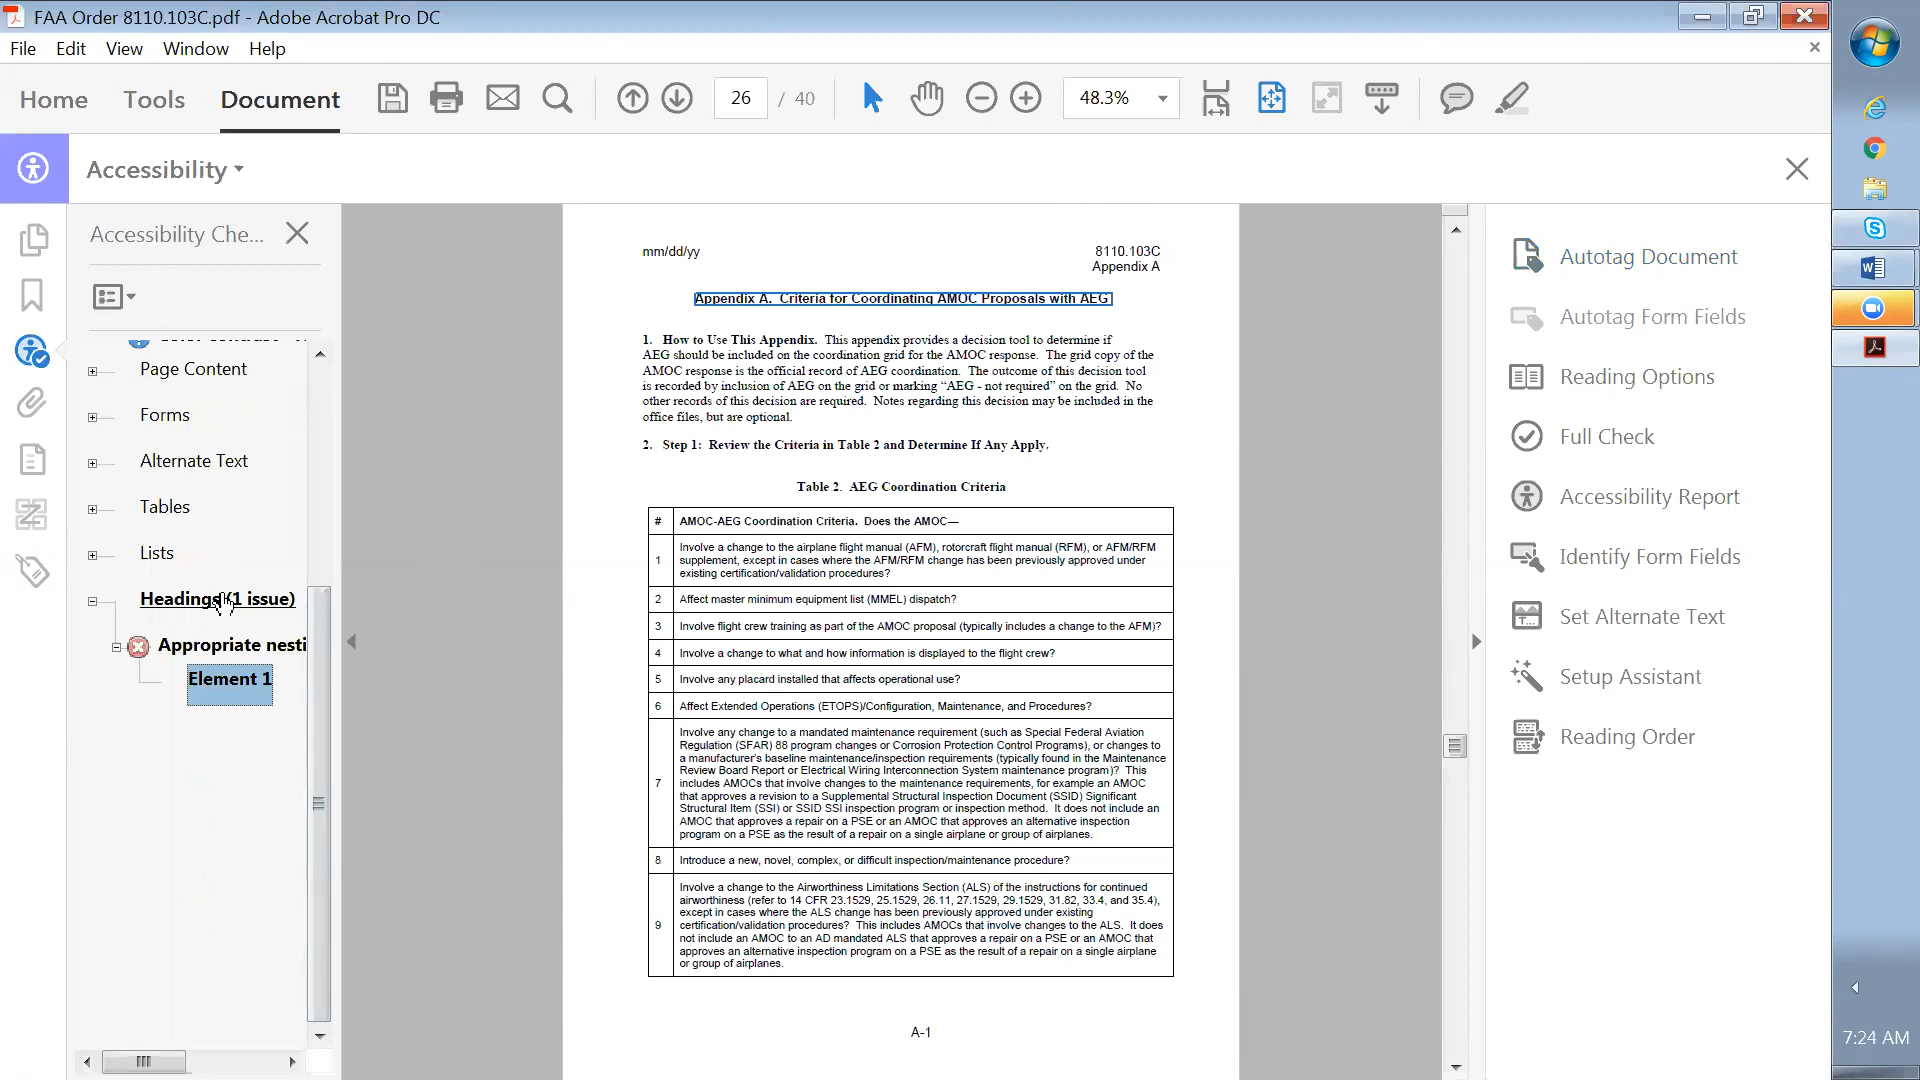 FAA Order 8110.103C.pdf - Adobe Acrobat Pro DC
File Edit View Window Help
Home Tools Document 26 / 40 48.3%
Accessibility
Accessibility Che...
Page Content
Forms
Alternate Text
Tables
Lists
Headings (1 issue)
Appropriate nesti
Element 1
mm/dd/yy 8110.103C
Appendix A
Appendix A. Criteria for Coordinating AMOC Proposals with AEG
1. How to Use This Appendix. This appendix provides a decision tool to determine if
AEG should be included on the coordination grid for the AMOC response. The grid copy of the
AMOC response is the official record of AEG coordination. The outcome of this decision tool
is recorded by inclusion of AEG on the grid or marking “AEG - not required” on the grid. No
other records of this decision are required. Notes regarding this decision may be included in the
office files, but are optional.
2. Step 1: Review the Criteria in Table 2 and Determine If Any Apply.
Table 2. AEG Coordination Criteria
# AMOC-AEG Coordination Criteria. Does the AMOC—
1 Involve a change to the airplane flight manual (AFM), rotorcraft flight manual (RFM), or AFM/RFM
supplement, except in cases where the AFM/RFM change has been previously approved under
existing certification/validation procedures?
2 Affect master minimum equipment list (MMEL) dispatch?
3 Involve flight crew training as part of the AMOC proposal (typically includes a change to the AFM)?
4 Involve a change to what and how information is displayed to the flight crew?
5 Involve any placard installed that affects operational use?
6 Affect Extended Operations (ETOPS)/Configuration, Maintenance, and Procedures?
7 Involve any change to a mandated maintenance requirement (such as Special Federal Aviation
Regulation (SFAR) 88 program changes or Corrosion Protection Control Programs), or changes to
a manufacturer's baseline maintenance/inspection requirements (typically found in the Maintenance
Review Board Report or Electrical Wiring Interconnection System maintenance program)? This
includes AMOCs that involve changes to the maintenance requirements, for example an AMOC
that approves a revision to a Supplemental Structural Inspection Document (SSID) Significant
Structural Item (SSI) or SSID SSI inspection program or inspection method. It does not include an
AMOC that approves a repair on a PSE or an AMOC that approves an alternative inspection
program on a PSE as the result of a repair on a single airplane or group of airplanes.
8 Introduce a new, novel, complex, or difficult inspection/maintenance procedure?
9 Involve a change to the Airworthiness Limitations Section (ALS) of the instructions for continued
airworthiness (refer to 14 CFR 23.1529, 25.1529, 26.11, 27.1529, 29.1529, 31.82, 33.4, and 35.4),
except in cases where the ALS change has been previously approved under existing
certification/validation procedures? This includes AMOCs that involve changes to the ALS. It does
not include an AMOC to an AD mandated ALS that approves a repair on a PSE or an AMOC that
approves an alternative inspection program on a PSE as the result of a repair on a single airplane
or group of airplanes.
A-1
Autotag Document
Autotag Form Fields
Reading Options
Full Check
Accessibility Report
Identify Form Fields
Set Alternate Text
Setup Assistant
Reading Order
7:24 AM